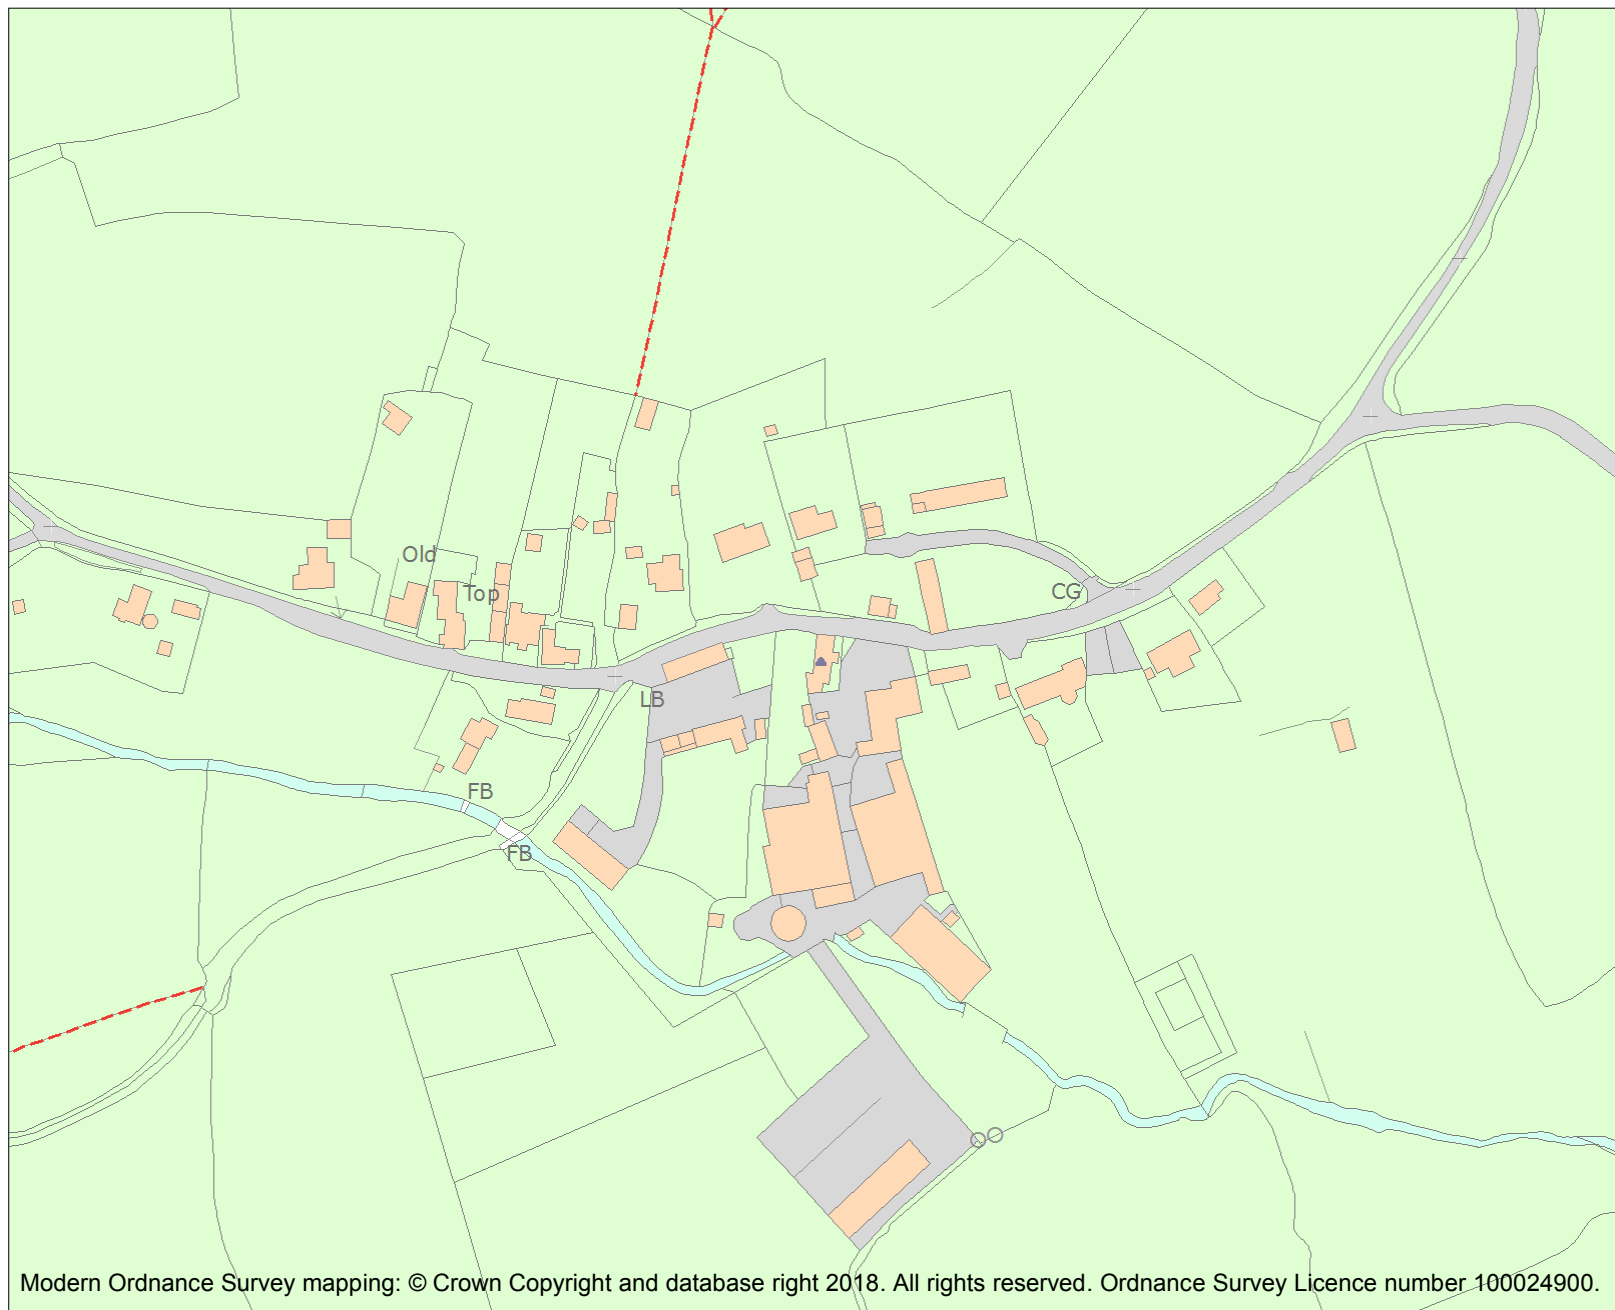 Old
Top
CG
LB
FB
FB
Modern Ordnance Survey mapping: © Crown Copyright and database right 2018. All rights reserved. Ordnance Survey Licence number 100024900.